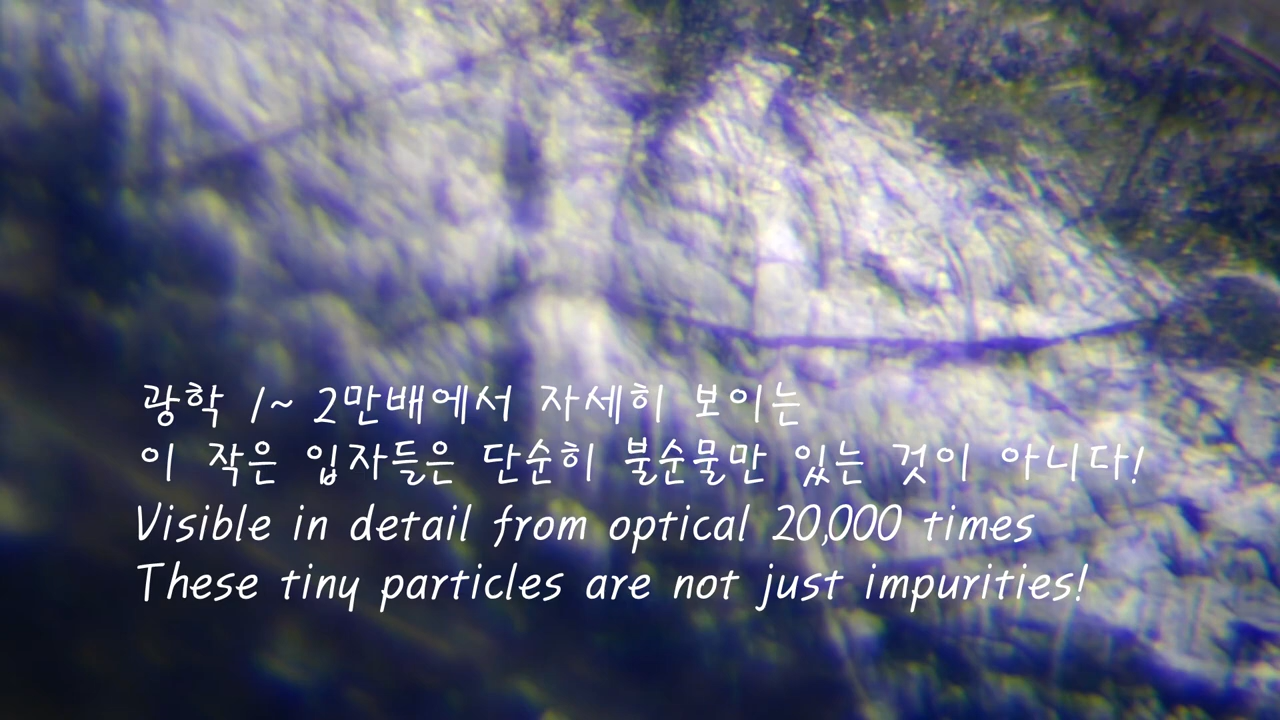 광학 1~ 2만배에서 자세히 보이는
이 작은 입자들은 단순히 불순물만 있는 것이 아니다!
Visible in detail from optical 20,000 times
These tiny particles are not just impurities!